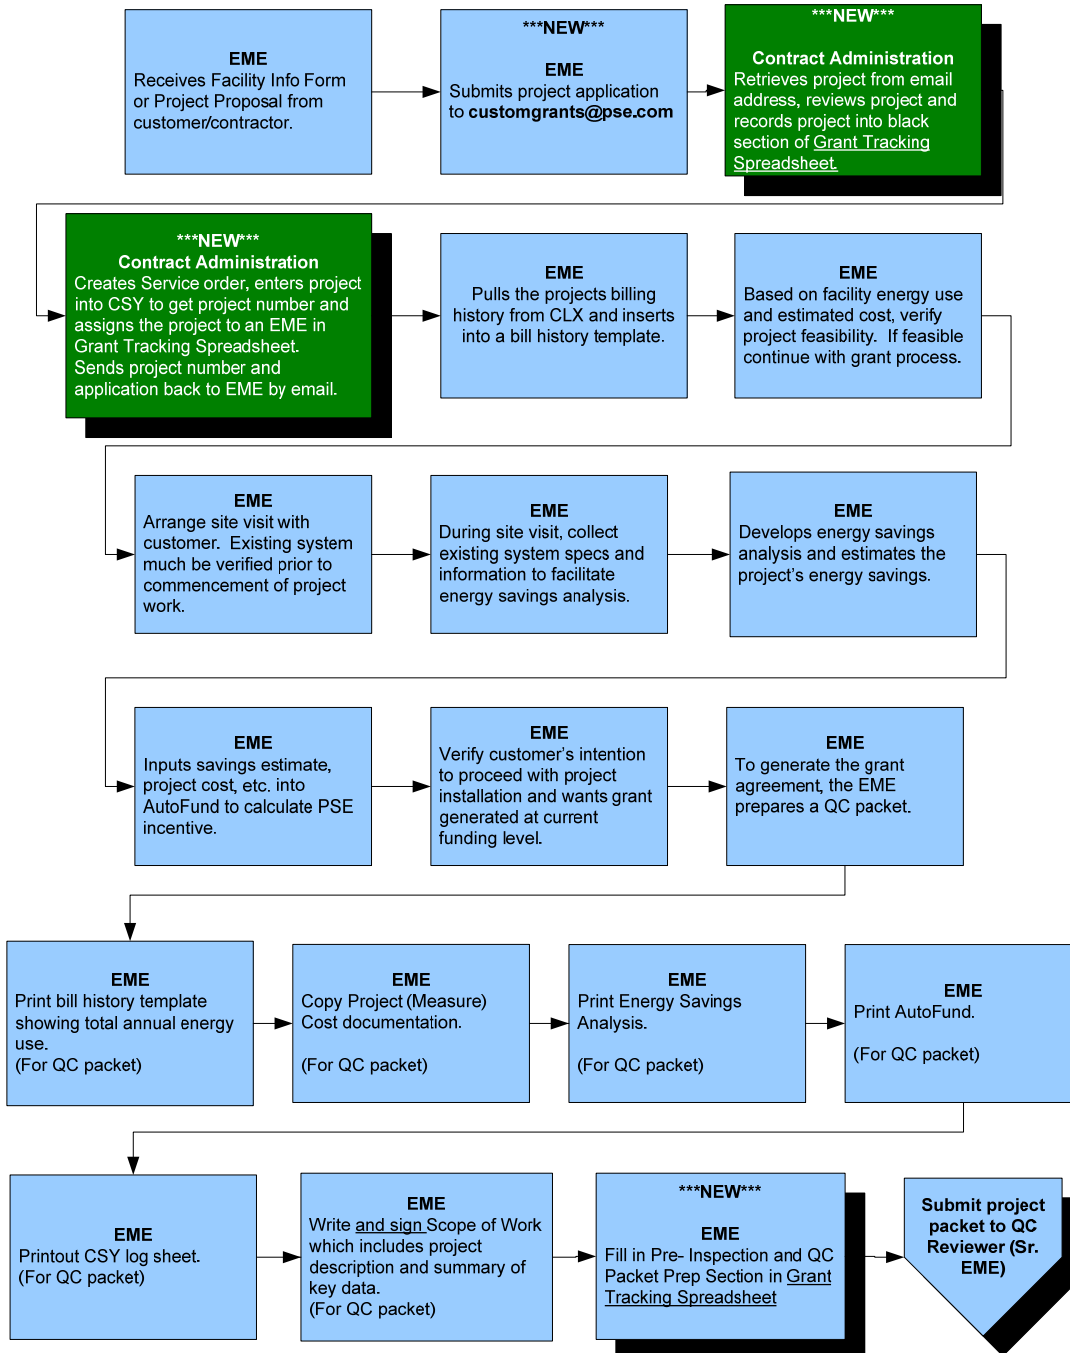 EME
Receives Facility Info Form
or Project Proposal from
customer/contractor.
***NEW***
EME
Submits project application
to customgrants@pse.com
***NEW***
Contract Administration
Retrieves project from email
address, reviews project and
records project into black
section of Grant Tracking
Spreadsheet.
***NEW***
Contract Administration
Creates Service order, enters project
into CSY to get project number and
assigns the project to an EME in
Grant Tracking Spreadsheet.
Sends project number and
application back to EME by email.
EME
Pulls the projects billing
history from CLX and inserts
into a bill history template.
EME
Based on facility energy use
and estimated cost, verify
project feasibility.  If feasible
continue with grant process.
EME
Arrange site visit with
customer.  Existing system
much be verified prior to
commencement of project
work.
EME
During site visit, collect
existing system specs and
information to facilitate
energy savings analysis.
EME
Develops energy savings
analysis and estimates the
project's energy savings.
EME
Inputs savings estimate,
project cost, etc. into
AutoFund to calculate PSE
incentive.
EME
Verify customer's intention
to proceed with project
installation and wants grant
generated at current
funding level.
EME
To generate the grant
agreement, the EME
prepares a QC packet.
EME
Print bill history template
showing total annual energy
use.
(For QC packet)
EME
Copy Project (Measure)
Cost documentation.
(For QC packet)
EME
Print Energy Savings
Analysis.
(For QC packet)
EME
Print AutoFund.
(For QC packet)
EME
Printout CSY log sheet.
(For QC packet)
EME
Write and sign Scope of Work
which includes project
description and summary of
key data.
(For QC packet)
***NEW***
EME
Fill in Pre- Inspection and QC
Packet Prep Section in Grant
Tracking Spreadsheet
Submit project
packet to QC
Reviewer (Sr.
EME)